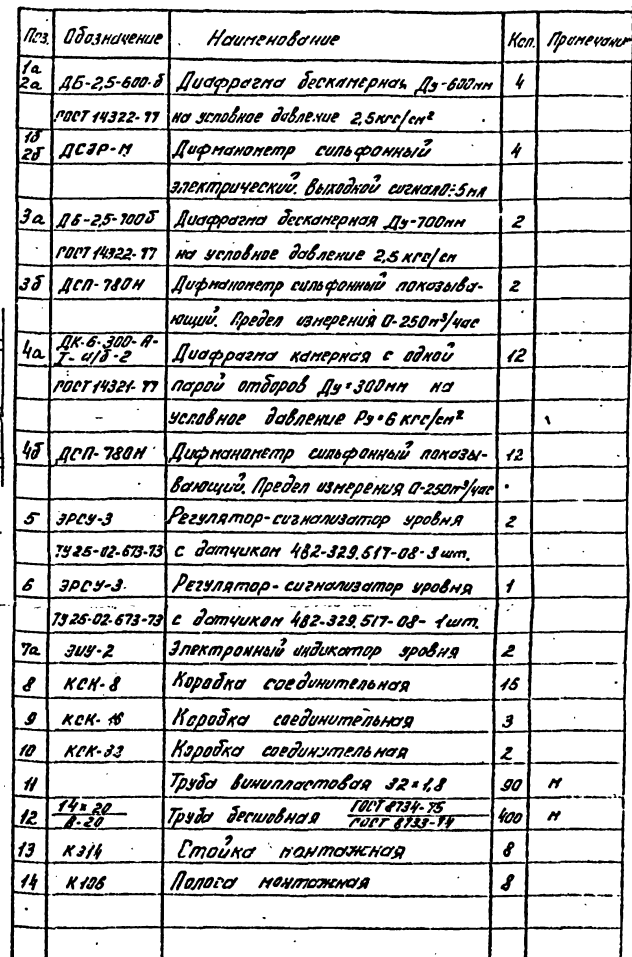 Поз. Обозначение Наименование Кол. Примечание
1а
2а ДБ-2,5-600-б Диафрагма бескамерная Ду-600мм 4
ГОСТ 14322-77 на условное давление 2,5кгс/см²
1б
2б ДСЭР-М Дифманометр сильфонный 4
электрический. Выходной сигнал 0÷5мА
3а ДБ-2,5-700б Диафрагма бескамерная Ду-700мм 2
ГОСТ 14322-77 на условное давление 2,5 кгс/см
3б ДСП-780Н Дифманометр сильфонный показыва- 2
ющий. Предел измерения 0-250м³/час
4а ДК-6-300-А- Диафрагма камерная с одной 12
I-а/б-2
ГОСТ 14321-77 парой отборов Ду=300мм на
условное давление Ру=6 кгс/см²
4б ДСП-780Н Дифманометр сильфонный показы- 12
вающий. Предел измерения 0-250м³/час
5 ЭРСУ-3 Регулятор-сигнализатор уровня 2
ТУ25-02-673-73 с датчиком 482-329.517-08-3шт.
6 ЭРСУ-3 Регулятор-сигнализатор уровня 1
ТУ25-02-673-73 с датчиком 482-329.517-08-1шт.
7а ЭИУ-2 Электронный индикатор уровня 2
8 КСК-8 Коробка соединительная 15
9 КСК-16 Коробка соединительная 3
10 КСК-33 Коробка соединительная 2
11 Труба винипластовая 32×1,8 90 м
12 14×20/В-20 Труба бесшовная ГОСТ 8734-75/ГОСТ 8733-74 400 м
13 К314 Стойка монтажная 8
14 К106 Полоса монтажная 8